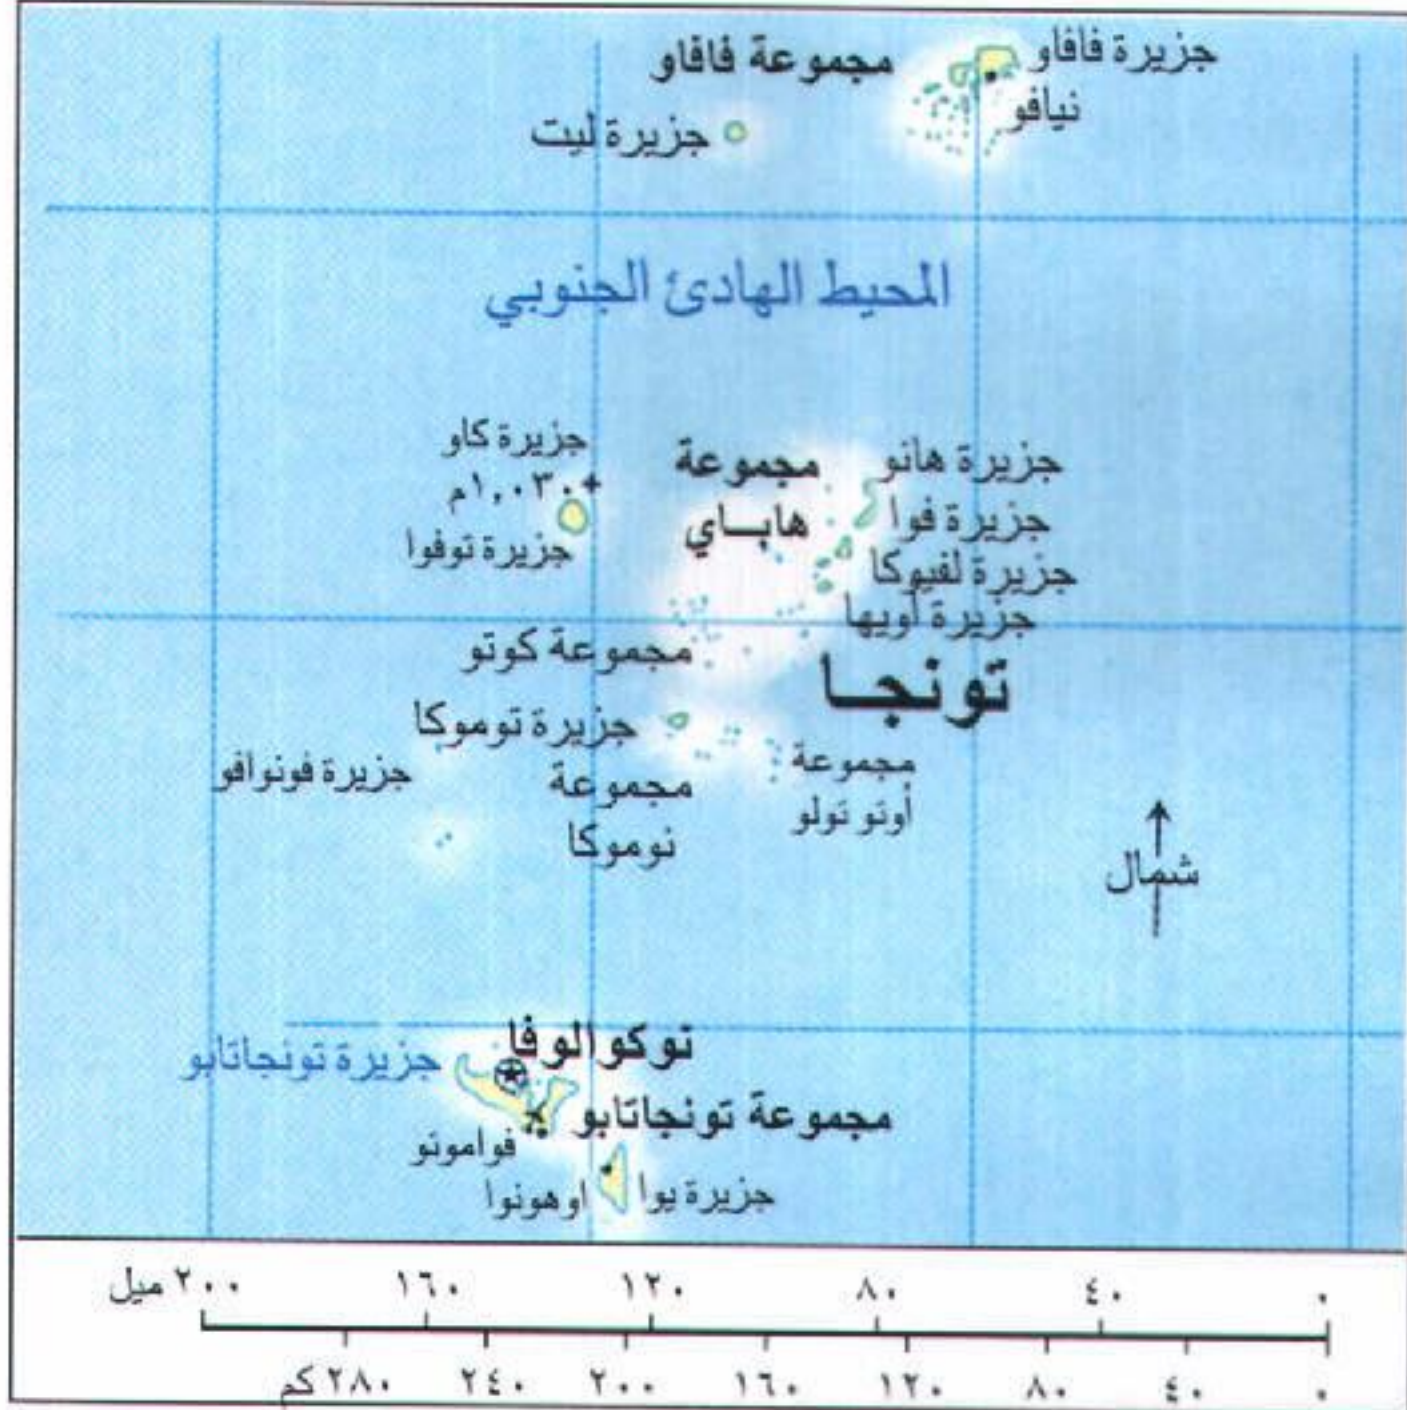 مجموعة فافاو
جزيرة فافاو
نيافو
جزيرة ليت
المحيط الهادئ الجنوبي
جزيرة كاو
١,٠٣٠م
جزيرة توفوا
مجموعة
هاباي
جزيرة هانو
جزيرة فوا
جزيرة لفيوكا
جزيرة أويها
مجموعة كوتو
تونجا
جزيرة توموكا
جزيرة فونوافو
مجموعة
نوموكا
مجموعة
أوتو تولو
شمال
نوكوالوفا
جزيرة تونجاتابو
مجموعة تونجاتابو
فواموتو
جزيرة يوا
اوهونوا
٠ ٤٠ ٨٠ ١٢٠ ١٦٠ ٢٠٠ ميل
٠ ٤٠ ٨٠ ١٢٠ ١٦٠ ٢٠٠ ٢٤٠ ٢٨٠ كم